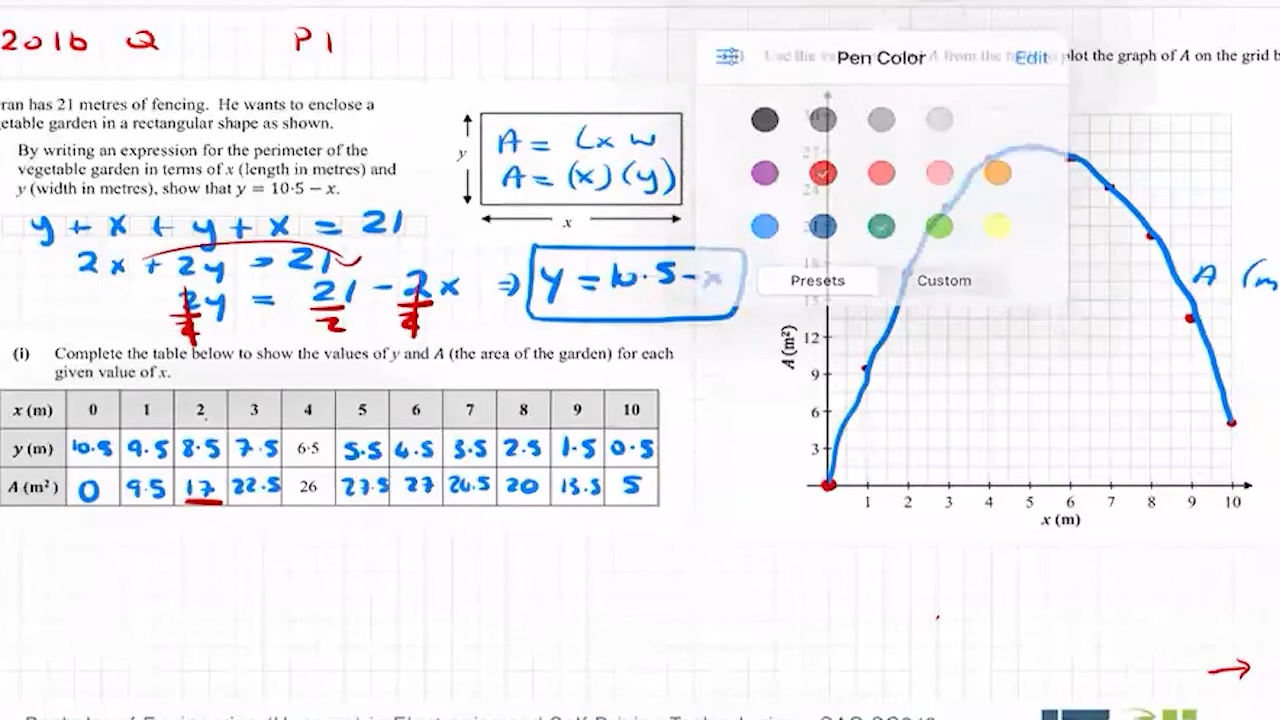 2016 Q P1
ran has 21 metres of fencing. He wants to enclose a
getable garden in a rectangular shape as shown.
By writing an expression for the perimeter of the
vegetable garden in terms of x (length in metres) and
y (width in metres), show that y = 10·5 − x.
y + x + y + x = 21
2x + 2y = 21
2y = 21 - 2x ⇒ y = 10.5 - x
2 2 2
y
A = L x W
A = (x)(y)
x
(i) Complete the table below to show the values of y and A (the area of the garden) for each
given value of x.
x (m) 0 1 2 3 4 5 6 7 8 9 10
y (m) 10.5 9.5 8.5 7.5 6·5 5.5 4.5 3.5 2.5 1.5 0.5
A (m²) 0 9.5 17 22.5 26 27.5 27 24.5 20 13.5 5
plot the graph of A on the grid b
Pen Color
Edit
Presets Custom
A (m
A (m²)
12
9
6
3
1 2 3 4 5 6 7 8 9 10
x (m)